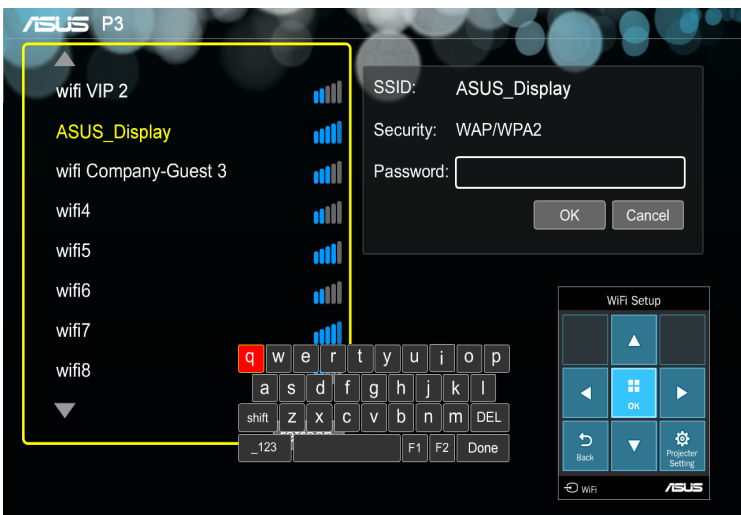 ASUS P3
wifi VIP 2
ASUS_Display
wifi Company-Guest 3
wifi4
wifi5
wifi6
wifi7
wifi8
SSID: ASUS_Display
Security: WAP/WPA2
Password:
OK Cancel
q w e r t y u i o p
a s d f g h j k l
shift z x c v b n m DEL
_123 F1 F2 Done
WiFi Setup
OK
Back
Projecter
Setting
WiFi ASUS